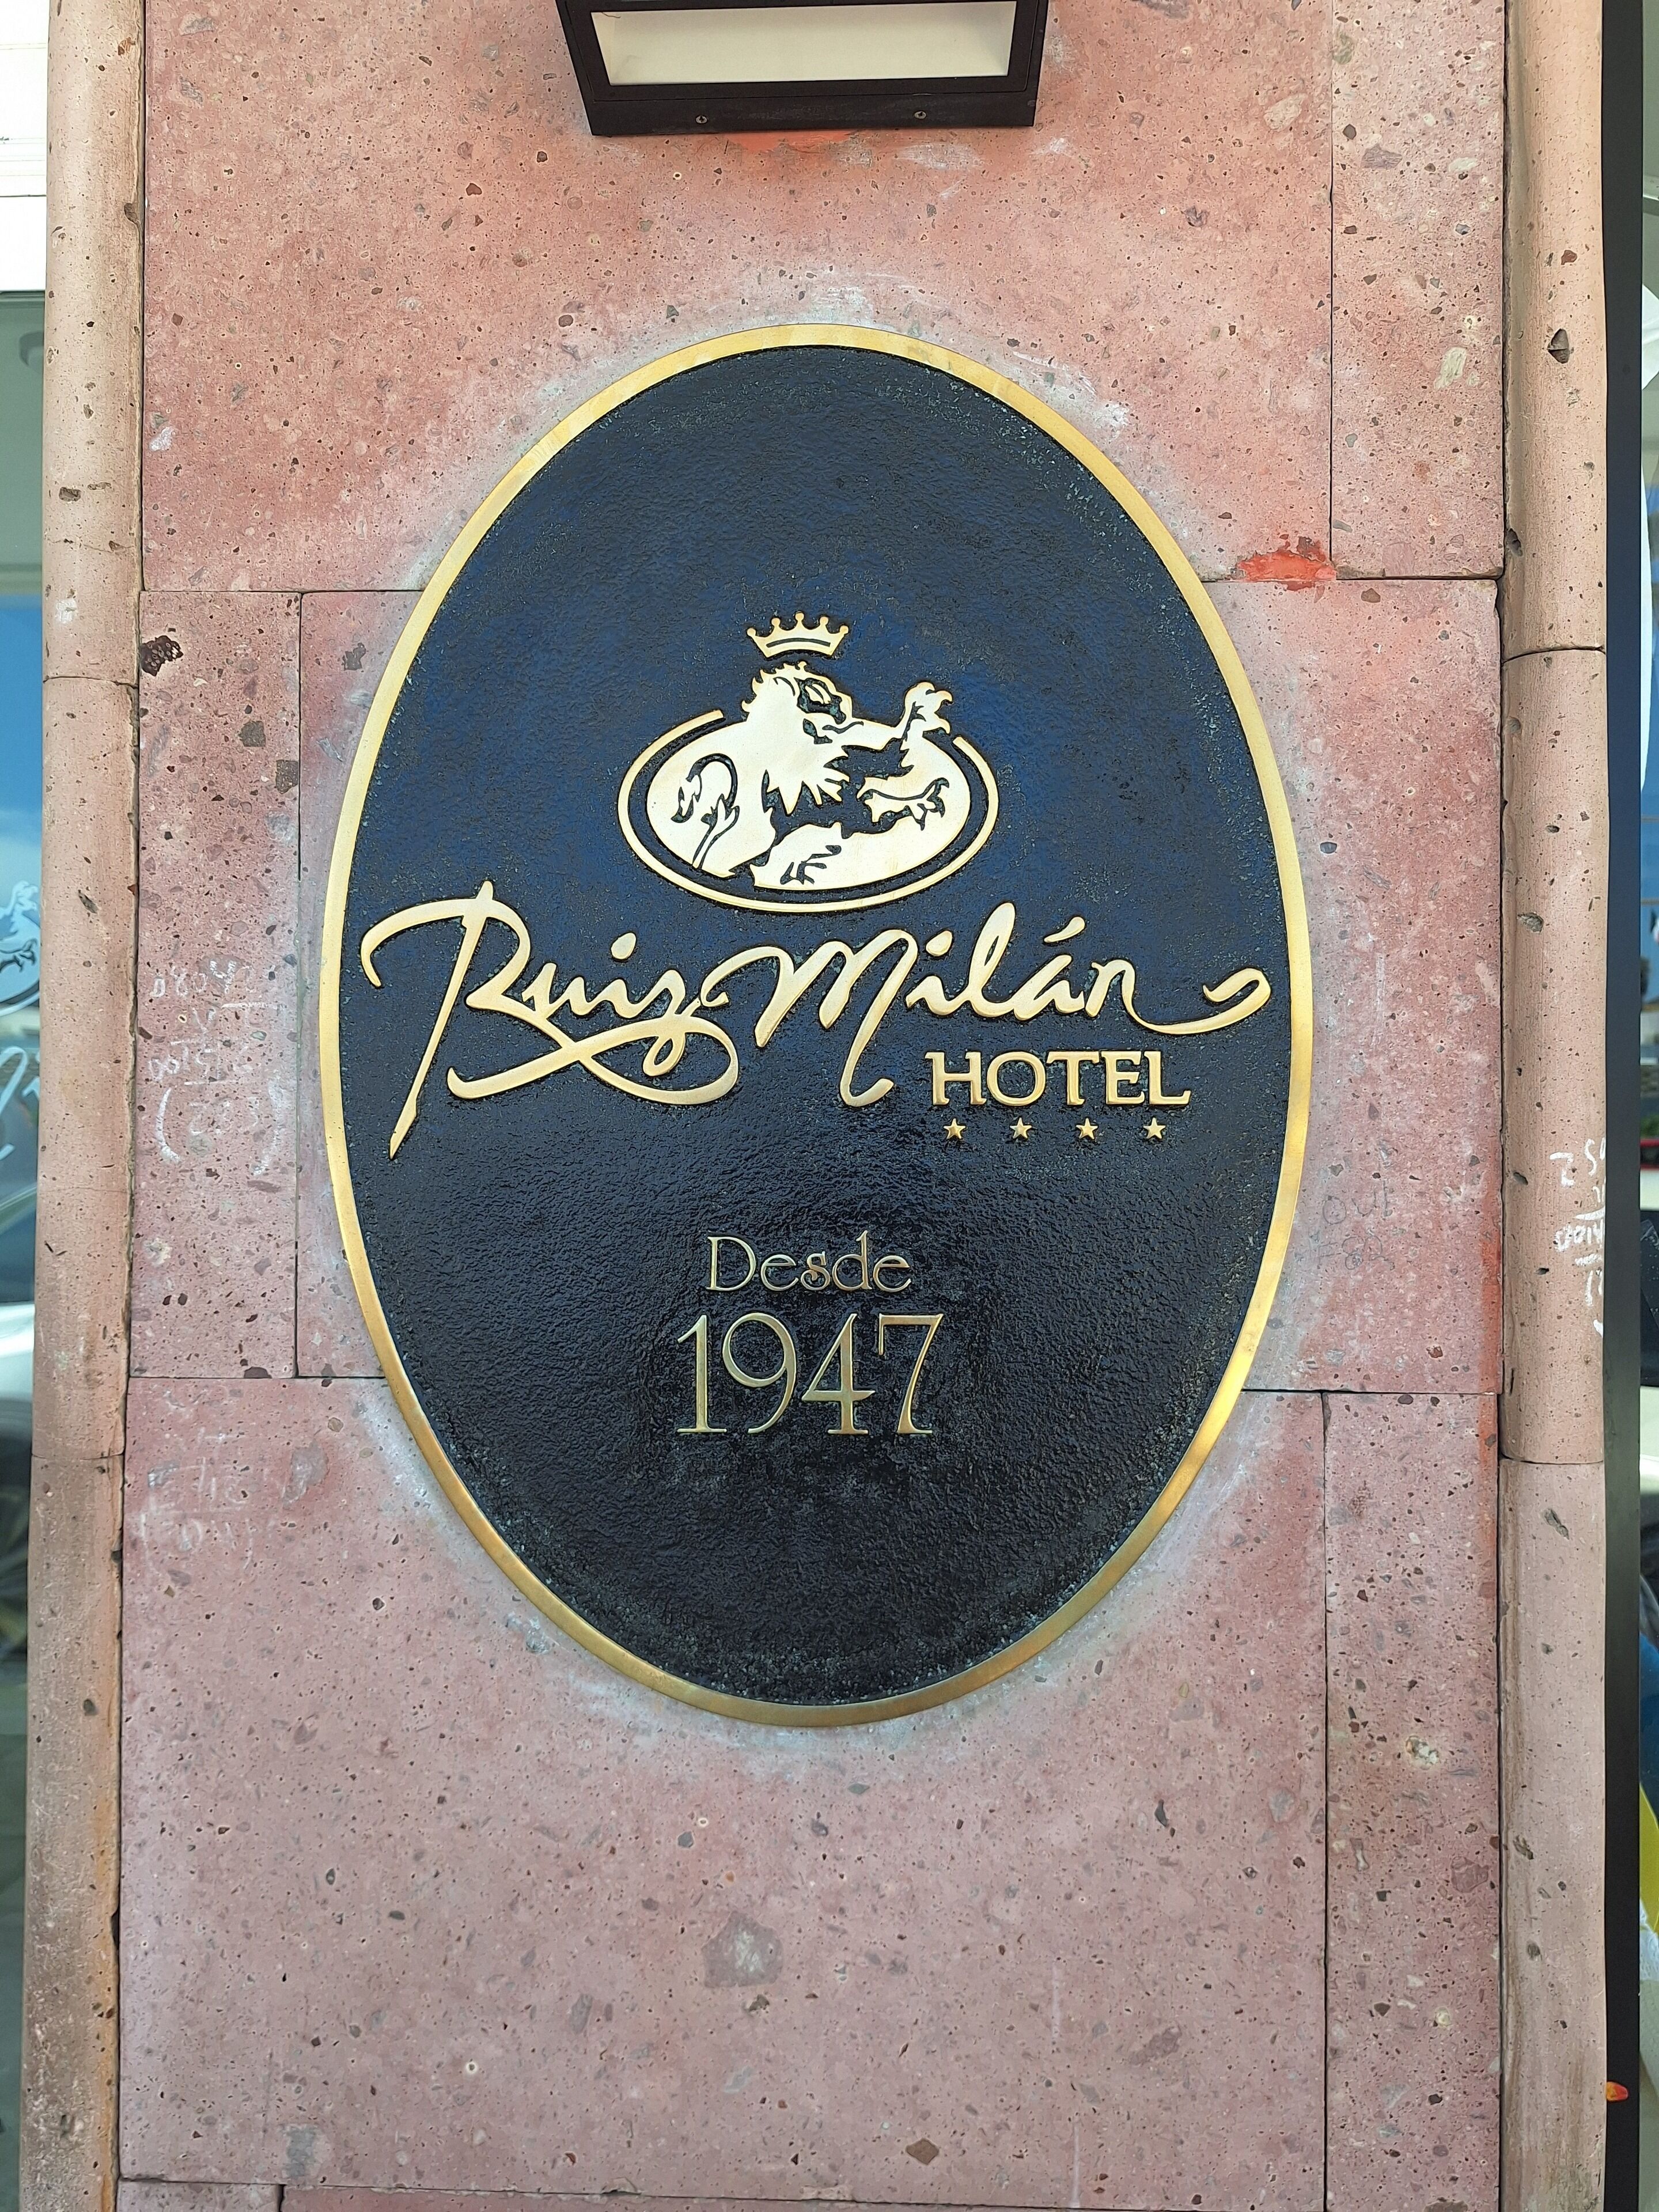 Ruiz Milán
HOTEL
Desde
1947